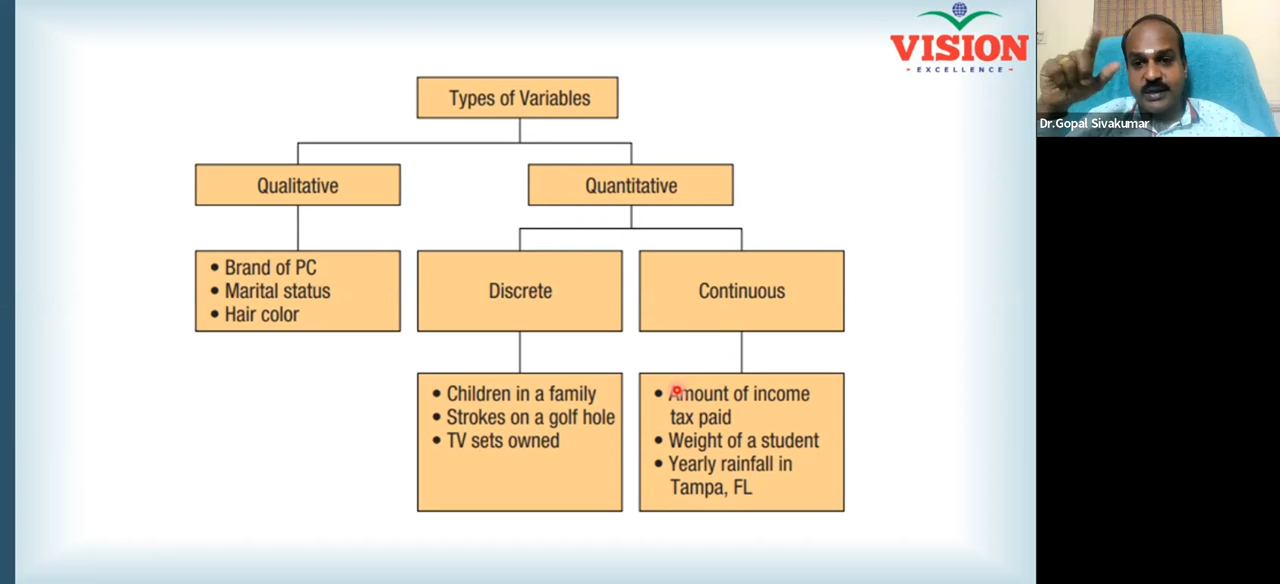 VISION
- EXCELLENCE -
Dr.Gopal Sivakumar
Types of Variables
Qualitative
Quantitative
• Brand of PC
• Marital status
• Hair color
Discrete
Continuous
• Children in a family
• Strokes on a golf hole
• TV sets owned
• Amount of income
tax paid
• Weight of a student
• Yearly rainfall in
Tampa, FL